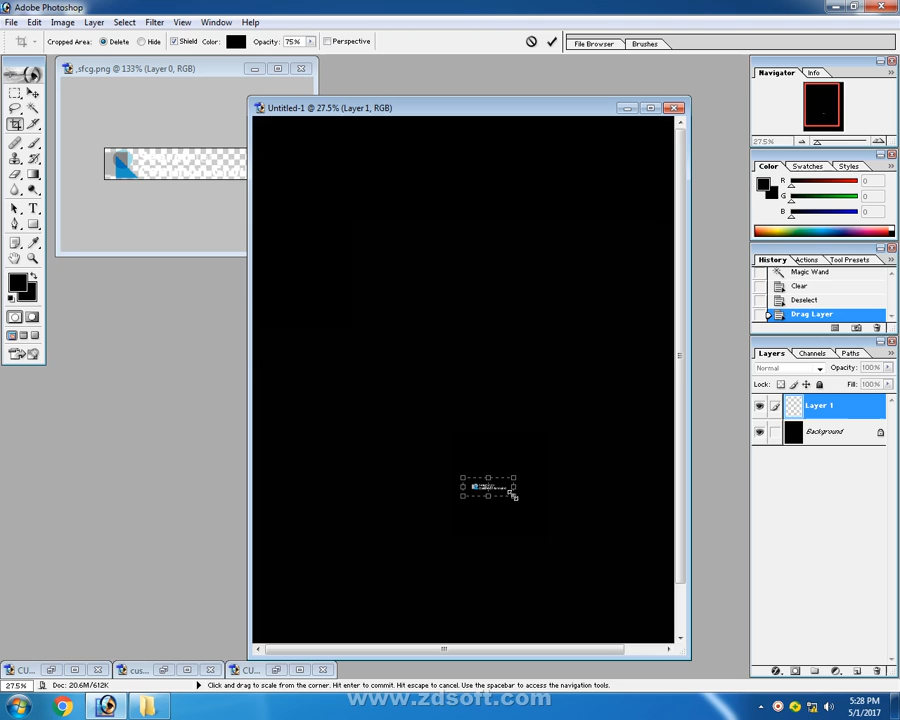 Adobe Photoshop
File Edit Image Layer Select Filter View Window Help
Cropped Area: Delete Hide Shield Color: Opacity: 75% Perspective File Browser Brushes
,sfcg.png @ 133% (Layer 0, RGB)
Untitled-1 @ 27.5% (Layer 1, RGB)
Navigator Info
27.5%
Color Swatches Styles
R 0
G 0
B 0
History Actions Tool Presets
Magic Wand
Clear
Deselect
Drag Layer
Layers Channels Paths
Normal Opacity: 100%
Lock: Fill: 100%
Layer 1
Background
CU... cus... CU...
27.5% Doc: 20.6M/612K Click and drag to scale from the corner. Hit enter to commit. Hit escape to cancel. Use the spacebar to access the navigation tools.
www.zdsoft.com
5:28 PM
5/1/2017